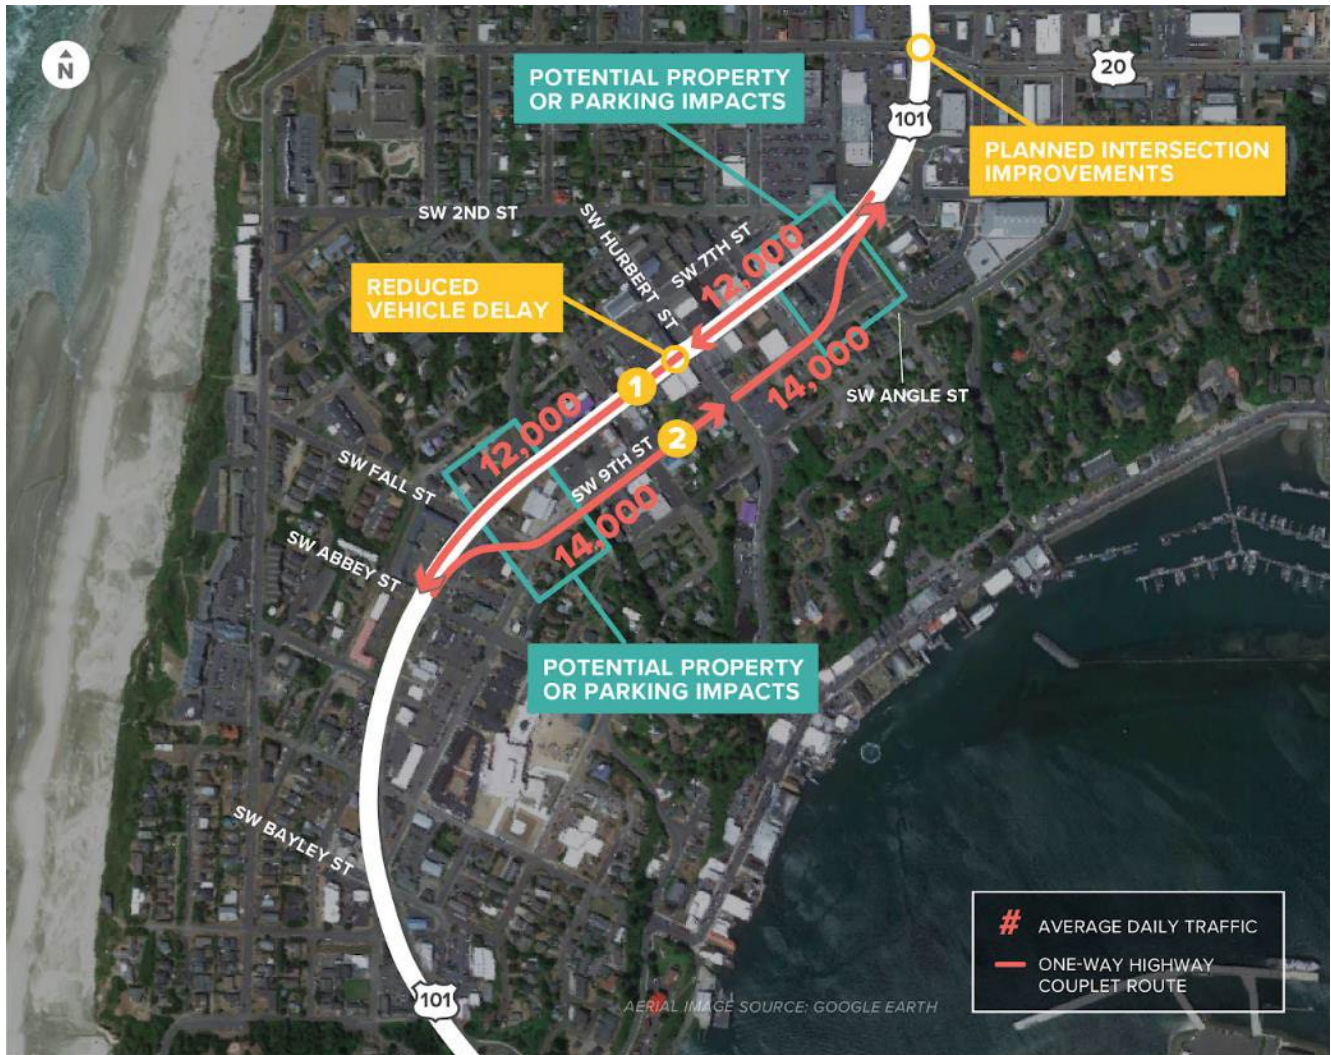 N
POTENTIAL PROPERTY
OR PARKING IMPACTS
20
101
PLANNED INTERSECTION
IMPROVEMENTS
SW 2ND ST
SW HURBERT ST
SW 7TH ST
12,000
REDUCED
VEHICLE DELAY
1
14,000
SW ANGLE ST
12,000
2
SW 9TH ST
14,000
SW FALL ST
SW ABBEY ST
POTENTIAL PROPERTY
OR PARKING IMPACTS
SW BAYLEY ST
101
# AVERAGE DAILY TRAFFIC
ONE-WAY HIGHWAY
COUPLET ROUTE
AERIAL IMAGE SOURCE: GOOGLE EARTH